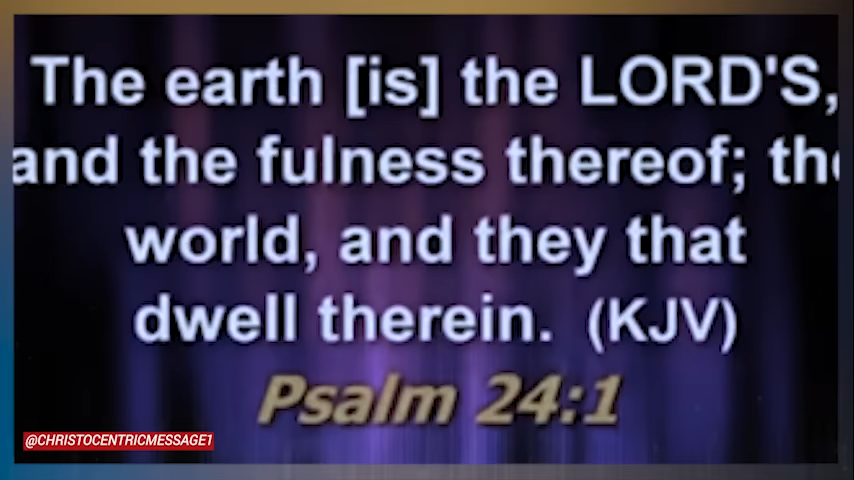 The earth [is] the LORD'S,
and the fulness thereof; the
world, and they that
dwell therein. (KJV)
Psalm 24:1
@CHRISTOCENTRICMESSAGE1